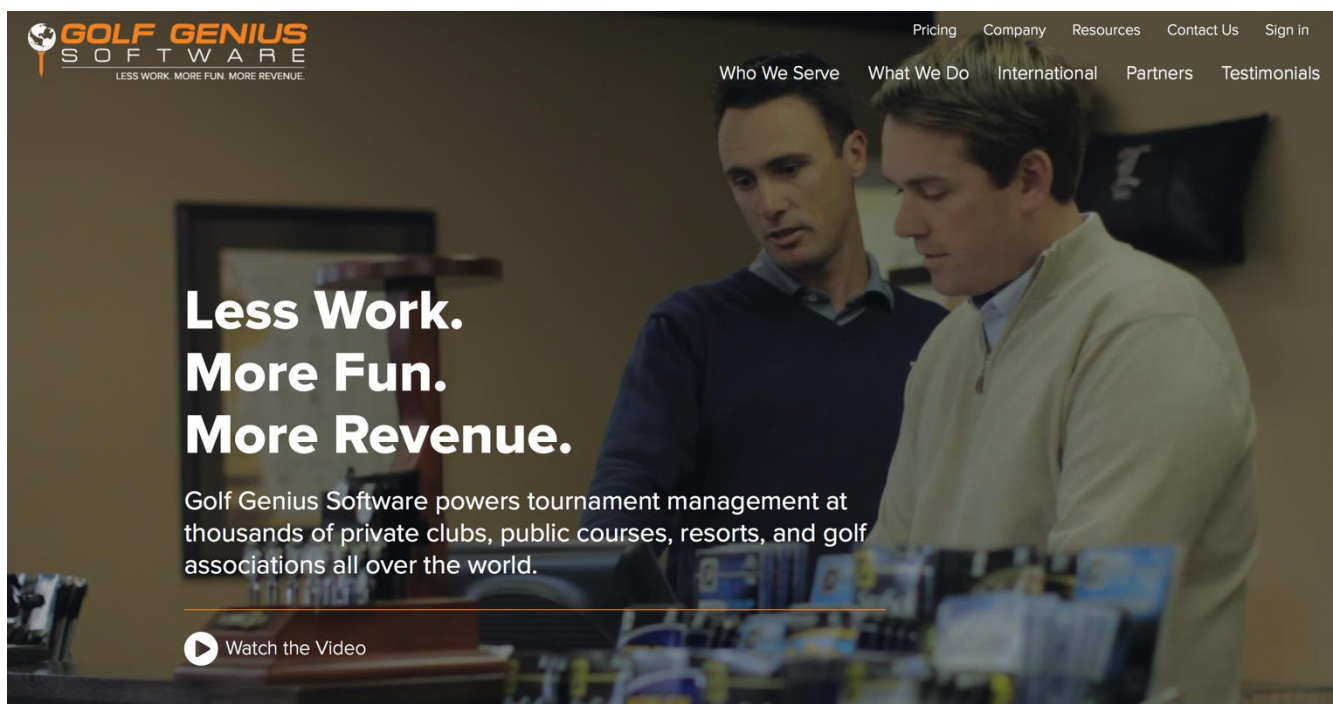 GOLF GENIUS
SOFTWARE
LESS WORK. MORE FUN. MORE REVENUE.
Pricing Company Resources Contact Us Sign in
Who We Serve What We Do International Partners Testimonials
Less Work.
More Fun.
More Revenue.
Golf Genius Software powers tournament management at
thousands of private clubs, public courses, resorts, and golf
associations all over the world.
Watch the Video